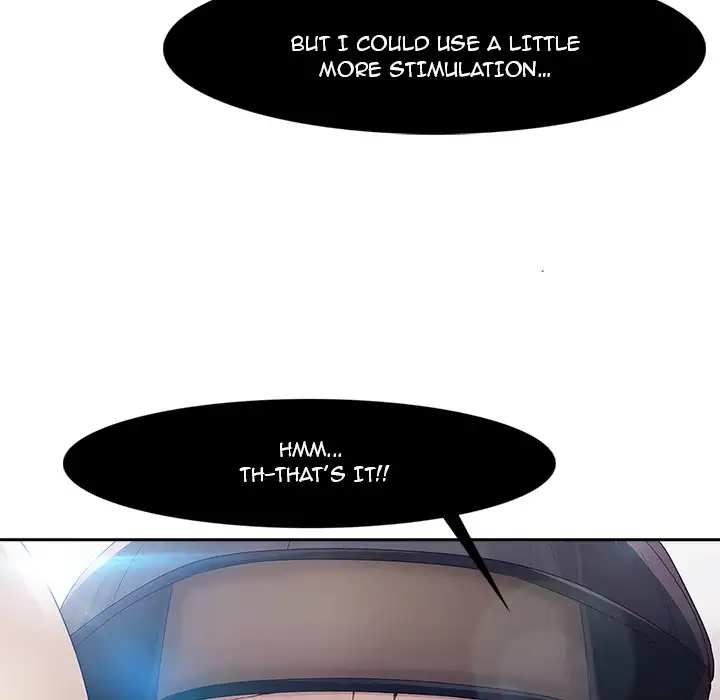 BUT I COULD USE A LITTLE
MORE STIMULATION...
HMM...
TH-THAT'S IT!!